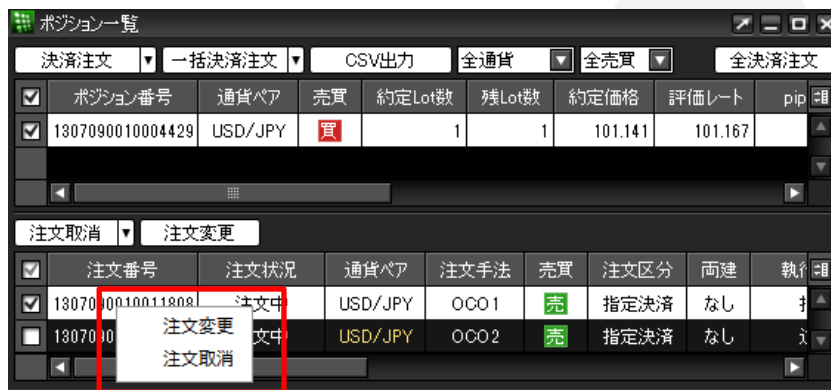 ポジション一覧
決済注文 一括決済注文 CSV出力 全通貨 全売買 全決済注文
ポジション番号 通貨ペア 売買 約定Lot数 残Lot数 約定価格 評価レート pip
1307090010004429 USD/JPY 買 1 1 101.141 101.167
注文取消 注文変更
注文番号 注文状況 通貨ペア 注文手法 売買 注文区分 両建 執行
1307090010011808 注文中 USD/JPY OCO1 売 指定決済 なし
注文変更
130709 文中 USD/JPY OCO2 売 指定決済 なし
注文取消